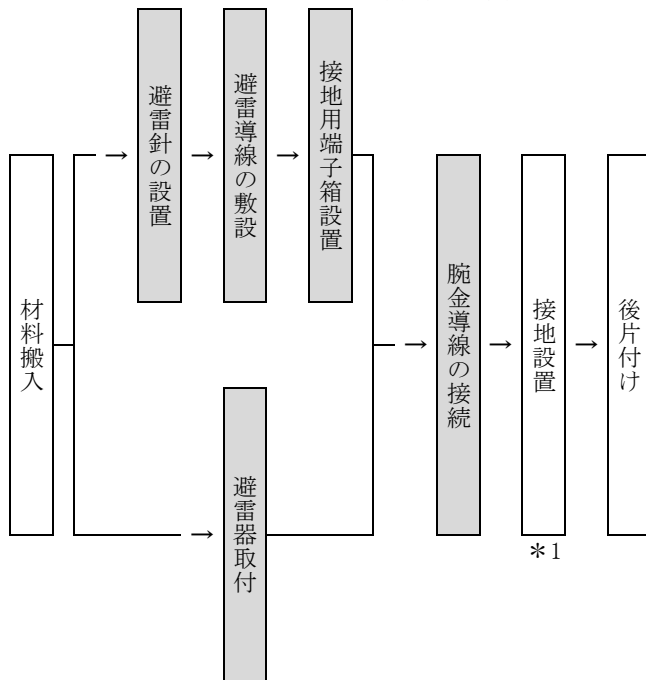 材料搬入
避雷針の設置
避雷導線の敷設
接地用端子箱設置
避雷器取付
腕金導線の接続
接地設置
＊1
後片付け